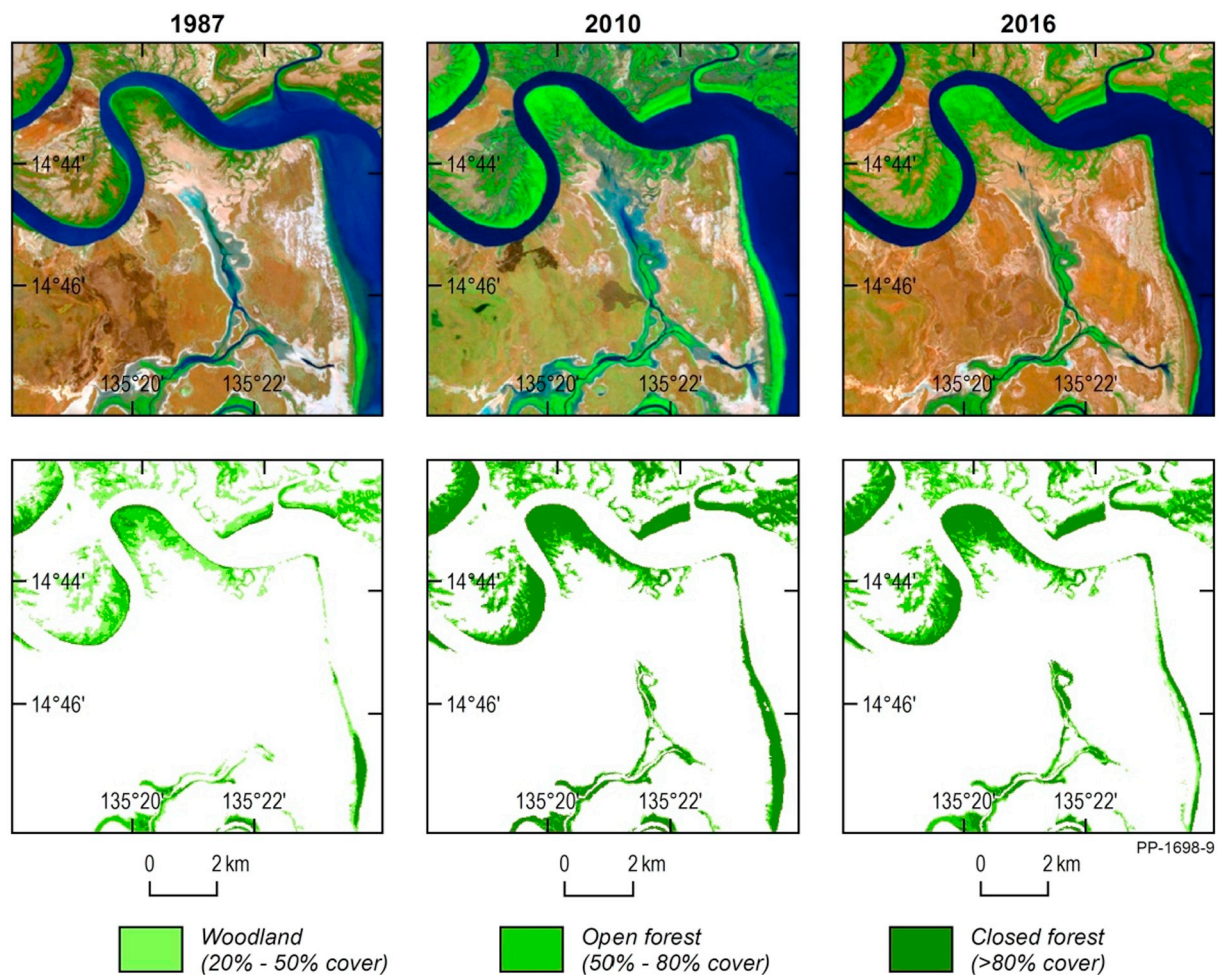 1987 2010 2016
14°44' 14°44' 14°44'
14°46' 14°46' 14°46'
135°20' 135°22' 135°20' 135°22' 135°20' 135°22'
14°44' 14°44' 14°44'
14°46' 14°46' 14°46'
135°20' 135°22' 135°20' 135°22' 135°20' 135°22'
PP-1698-9
0 2 km 0 2 km 0 2 km
Woodland Open forest Closed forest
(20% - 50% cover) (50% - 80% cover) (>80% cover)